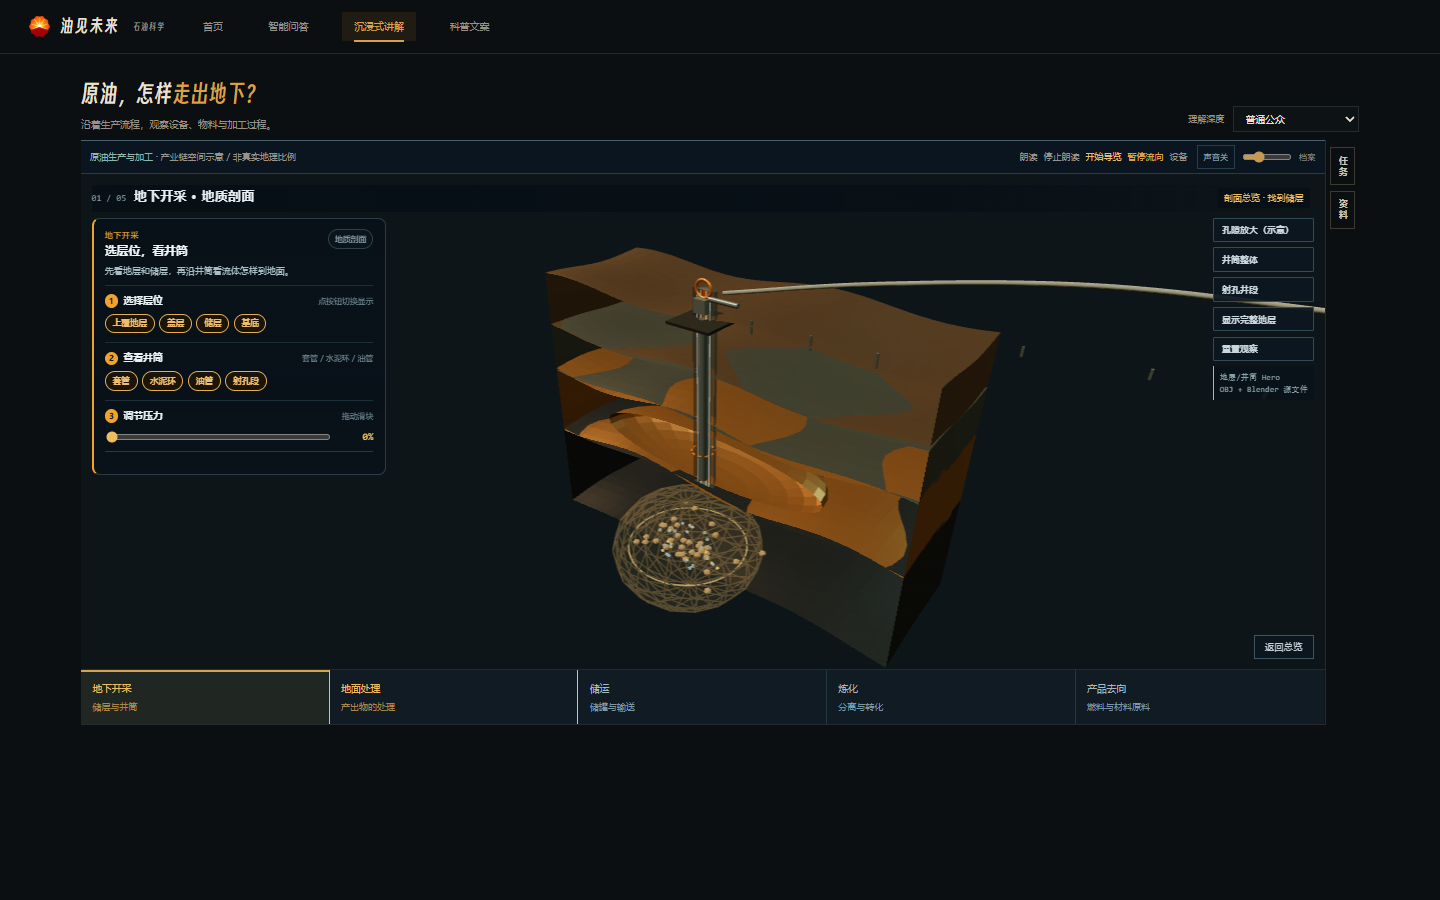 油见未来 石油科学 首页 智能问答 沉浸式讲解 科普文案
原油，怎样走出地下？
沿着生产流程，观察设备、物料与加工过程。
理解深度 普通公众
原油生产与加工 · 产业链空间示意 / 非真实地理比例
朗读 停止朗读 开始导览 暂停流向 设备 声音关 档案
任务
资料
01 / 05 地下开采 • 地质剖面
剖面总览 · 找到储层
地下开采
选层位，看井筒
地质剖面
先看地层和储层，再沿井筒看流体怎样到地面。
1 选择层位 点按钮切换显示
上覆地层 盖层 储层 基底
2 查看井筒 套管 / 水泥环 / 油管
套管 水泥环 油管 射孔段
3 调节压力 拖动滑块
0%
孔隙放大（示意）
井筒整体
射孔井段
显示完整地层
重置观察
地层/井筒 Hero
OBJ + Blender 源文件
返回总览
地下开采
储层与井筒
地面处理
产出物的处理
储运
储罐与输送
炼化
分离与转化
产品去向
燃料与材料原料